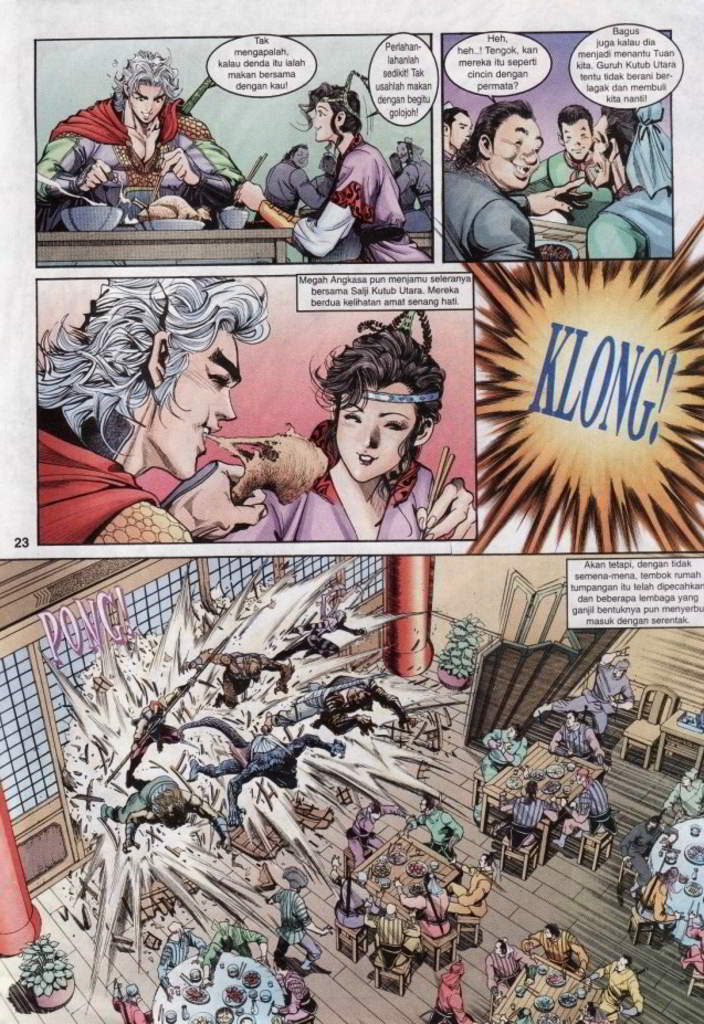 Tak
mengapalah,
kalau denda itu ialah
makan bersama
dengan kau!
Perlahan-
lahanlah
sedikit! Tak
usahlah makan
dengan begitu
golojoh!
Heh,
heh..! Tengok, kan
mereka itu seperti
cincin dengan
permata?
Bagus
juga kalau dia
menjadi menantu Tuan
kita. Guruh Kutub Utara
tentu tidak berani ber-
lagak dan membuli
kita nanti!
Megah Angkasa pun menjamu seleranya
bersama Salji Kutub Utara. Mereka
berdua kelihatan amat senang hati.
KLONG!
23
PONG!
Akan tetapi, dengan tidak
semena-mena, tembok rumah
tumpangan itu telah dipecahkan
dan beberapa lembaga yang
ganjil bentuknya pun menyerbu
masuk dengan serentak.